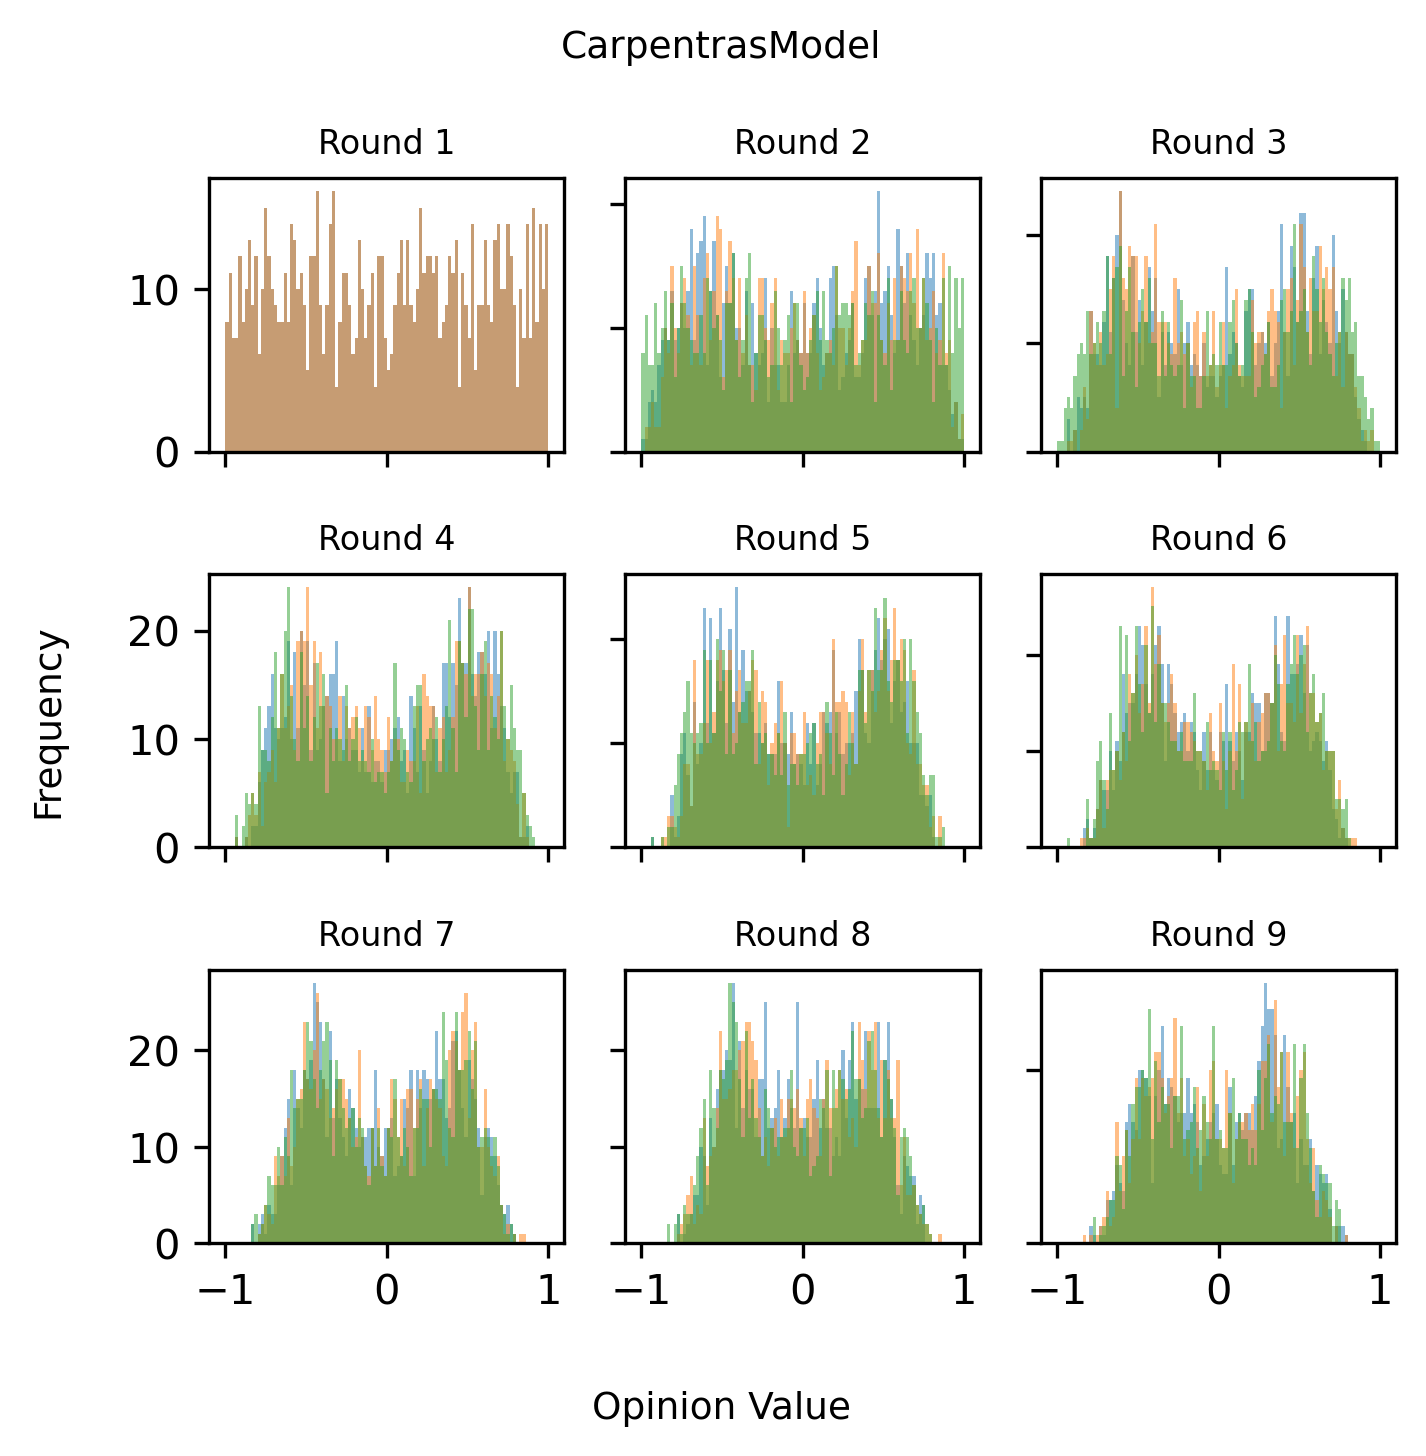 CarpentrasModel
Round 1
Round 2
Round 3
10
0
Round 4
Round 5
Round 6
Frequency
20
10
0
Round 7
Round 8
Round 9
20
10
0
−1 0 1
−1 0 1
−1 0 1
Opinion Value